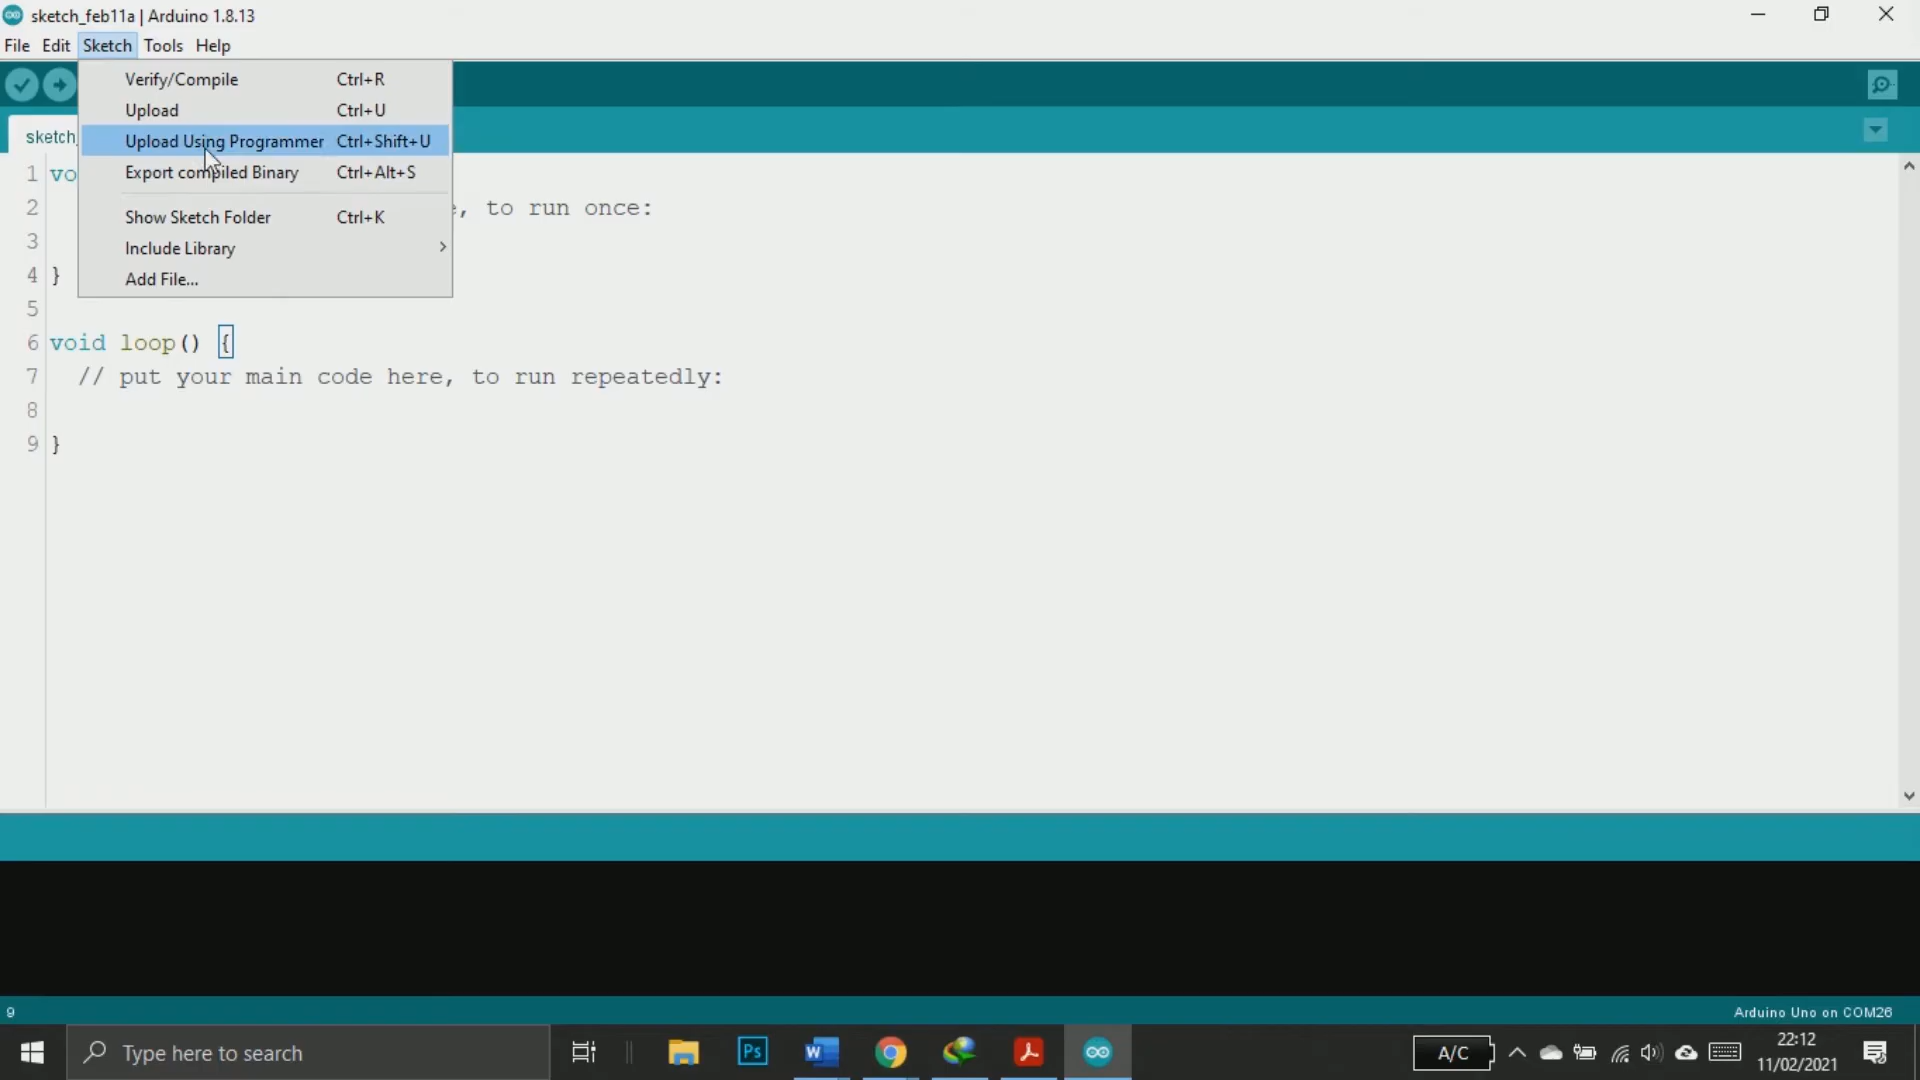 sketch_feb11a | Arduino 1.8.13
File Edit Sketch Tools Help
Verify/Compile Ctrl+R
Upload Ctrl+U
Upload Using Programmer Ctrl+Shift+U
Export compiled Binary Ctrl+Alt+S
Show Sketch Folder Ctrl+K
Include Library
Add File...
sketch_
1 vo
2 e, to run once:
3
4 }
5
6 void loop() {
7 // put your main code here, to run repeatedly:
8
9 }
9
Arduino Uno on COM26
Type here to search
Ps
W
A/C
22:12
11/02/2021